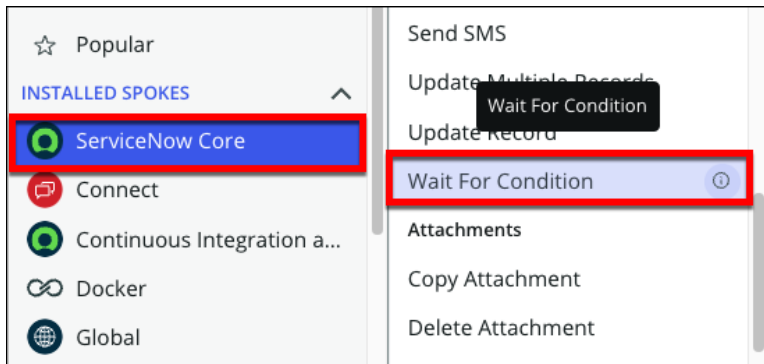 Popular
INSTALLED SPOKES
ServiceNow Core
Connect
Continuous Integration a...
Docker
Global
Send SMS
Update Multiple Records
Wait For Condition
Update Record
Wait For Condition
Attachments
Copy Attachment
Delete Attachment